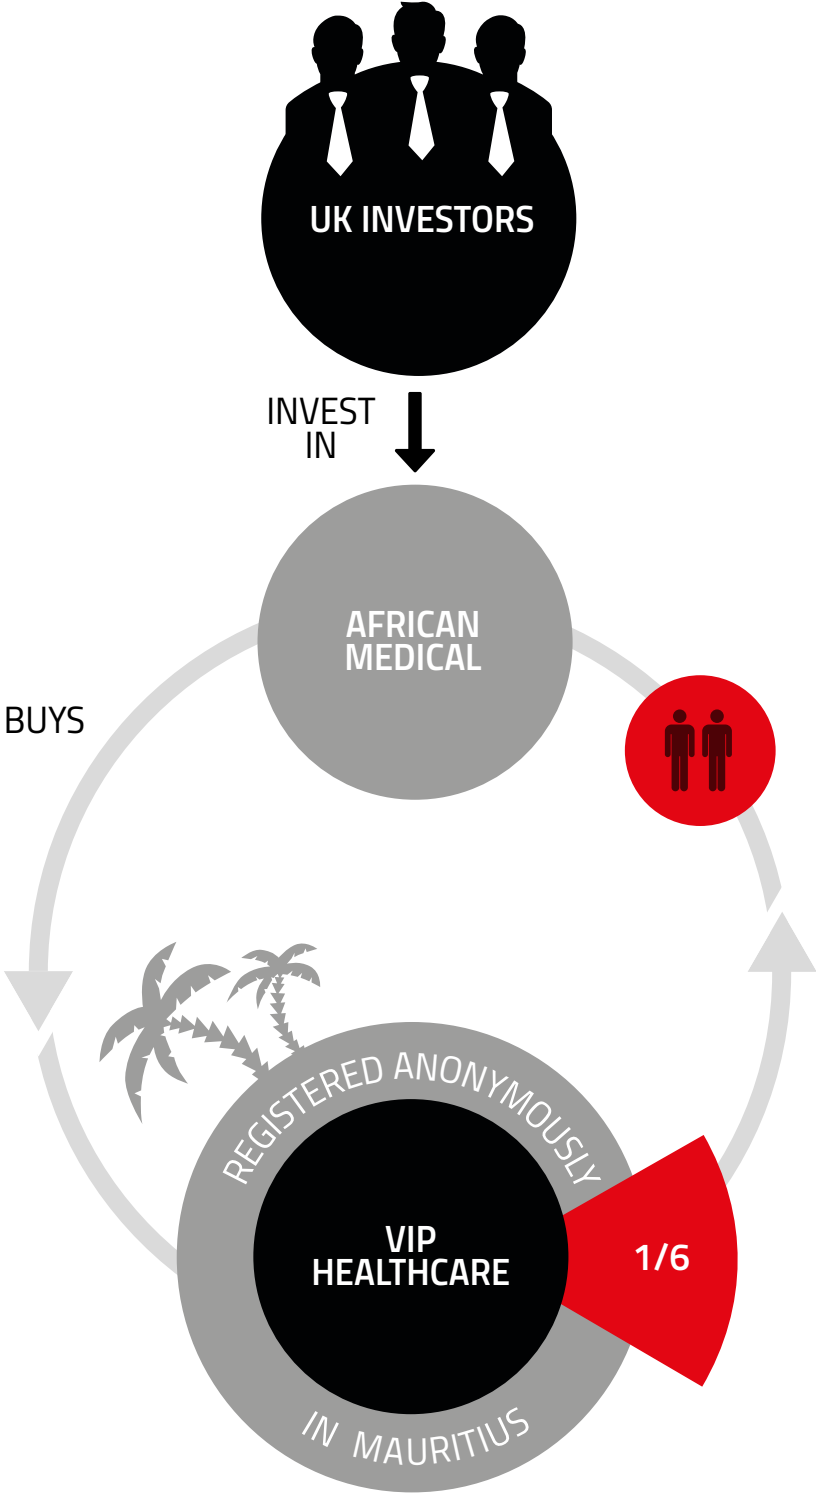 UK INVESTORS
INVEST
IN
AFRICAN
MEDICAL
BUYS
REGISTERED ANONYMOUSLY
VIP
HEALTHCARE
1/6
IN MAURITIUS